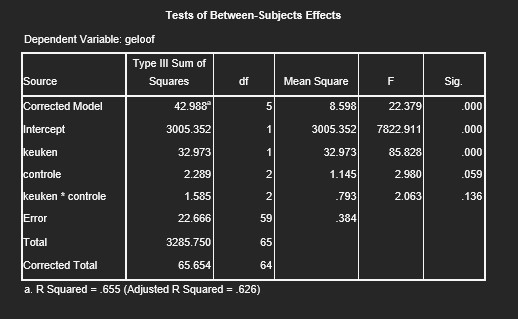 Tests of Between-Subjects Effects
Dependent Variable: geloof
Source Type III Sum of Squares df Mean Square F Sig.
Corrected Model 42.988a 5 8.598 22.379 .000
Intercept 3005.352 1 3005.352 7822.911 .000
keuken 32.973 1 32.973 85.828 .000
controle 2.289 2 1.145 2.980 .059
keuken * controle 1.585 2 .793 2.063 .136
Error 22.666 59 .384
Total 3285.750 65
Corrected Total 65.654 64
a. R Squared = .655 (Adjusted R Squared = .626)